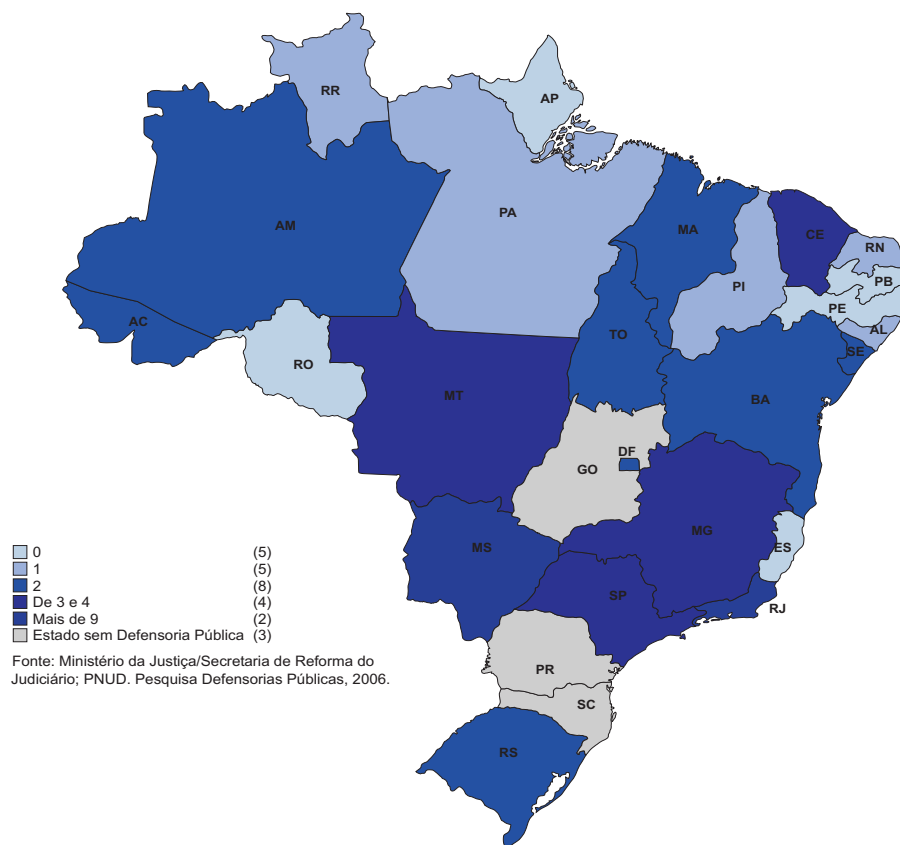 RR
AP
AM
PA
MA
CE
RN
PB
PE
PI
AL
SE
AC
TO
RO
MT
BA
DF
GO
MG
MS
ES
SP
RJ
PR
SC
RS
0 (5)
1 (5)
2 (8)
De 3 e 4 (4)
Mais de 9 (2)
Estado sem Defensoria Pública (3)
Fonte: Ministério da Justiça/Secretaria de Reforma do
Judiciário; PNUD. Pesquisa Defensorias Públicas, 2006.